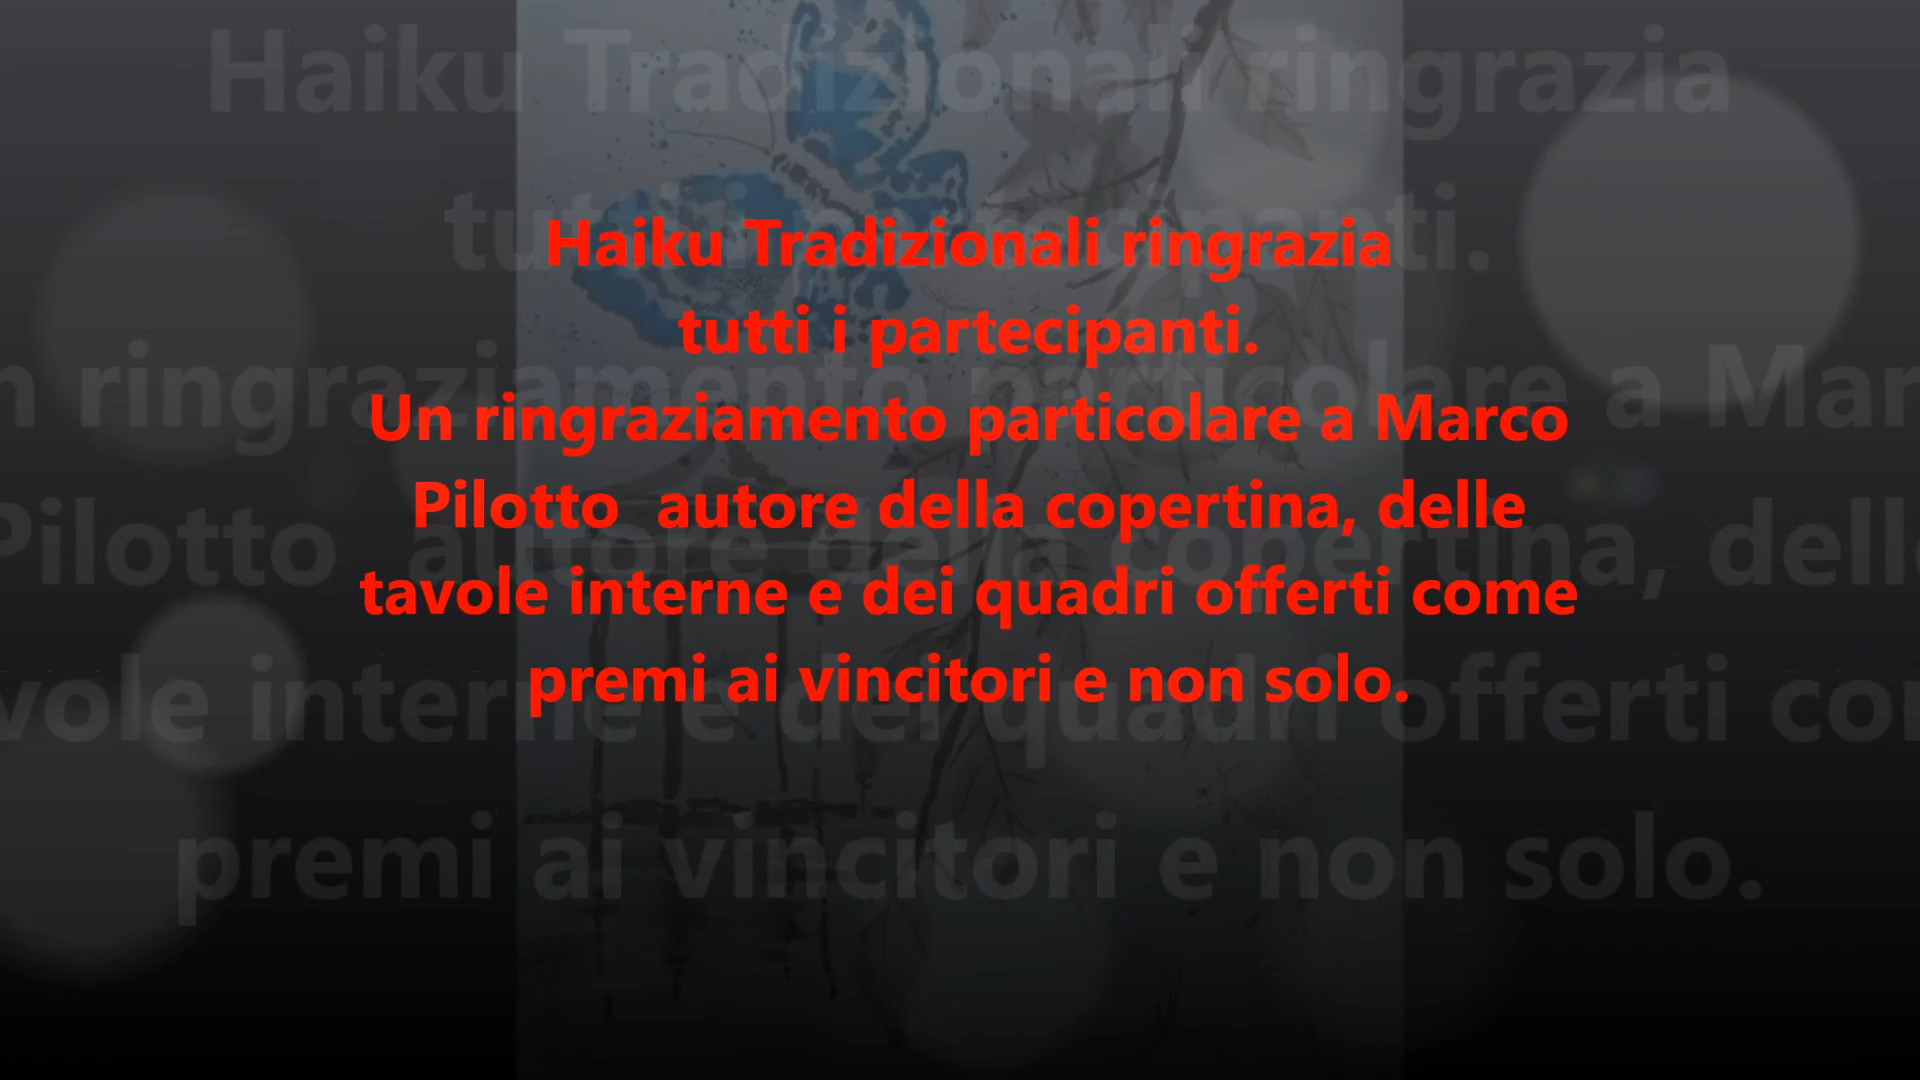 Haiku Tradizionali ringrazia
tutti i partecipanti.
Un ringraziamento particolare a Marco
Pilotto  autore della copertina, delle
tavole interne e dei quadri offerti come
premi ai vincitori e non solo.